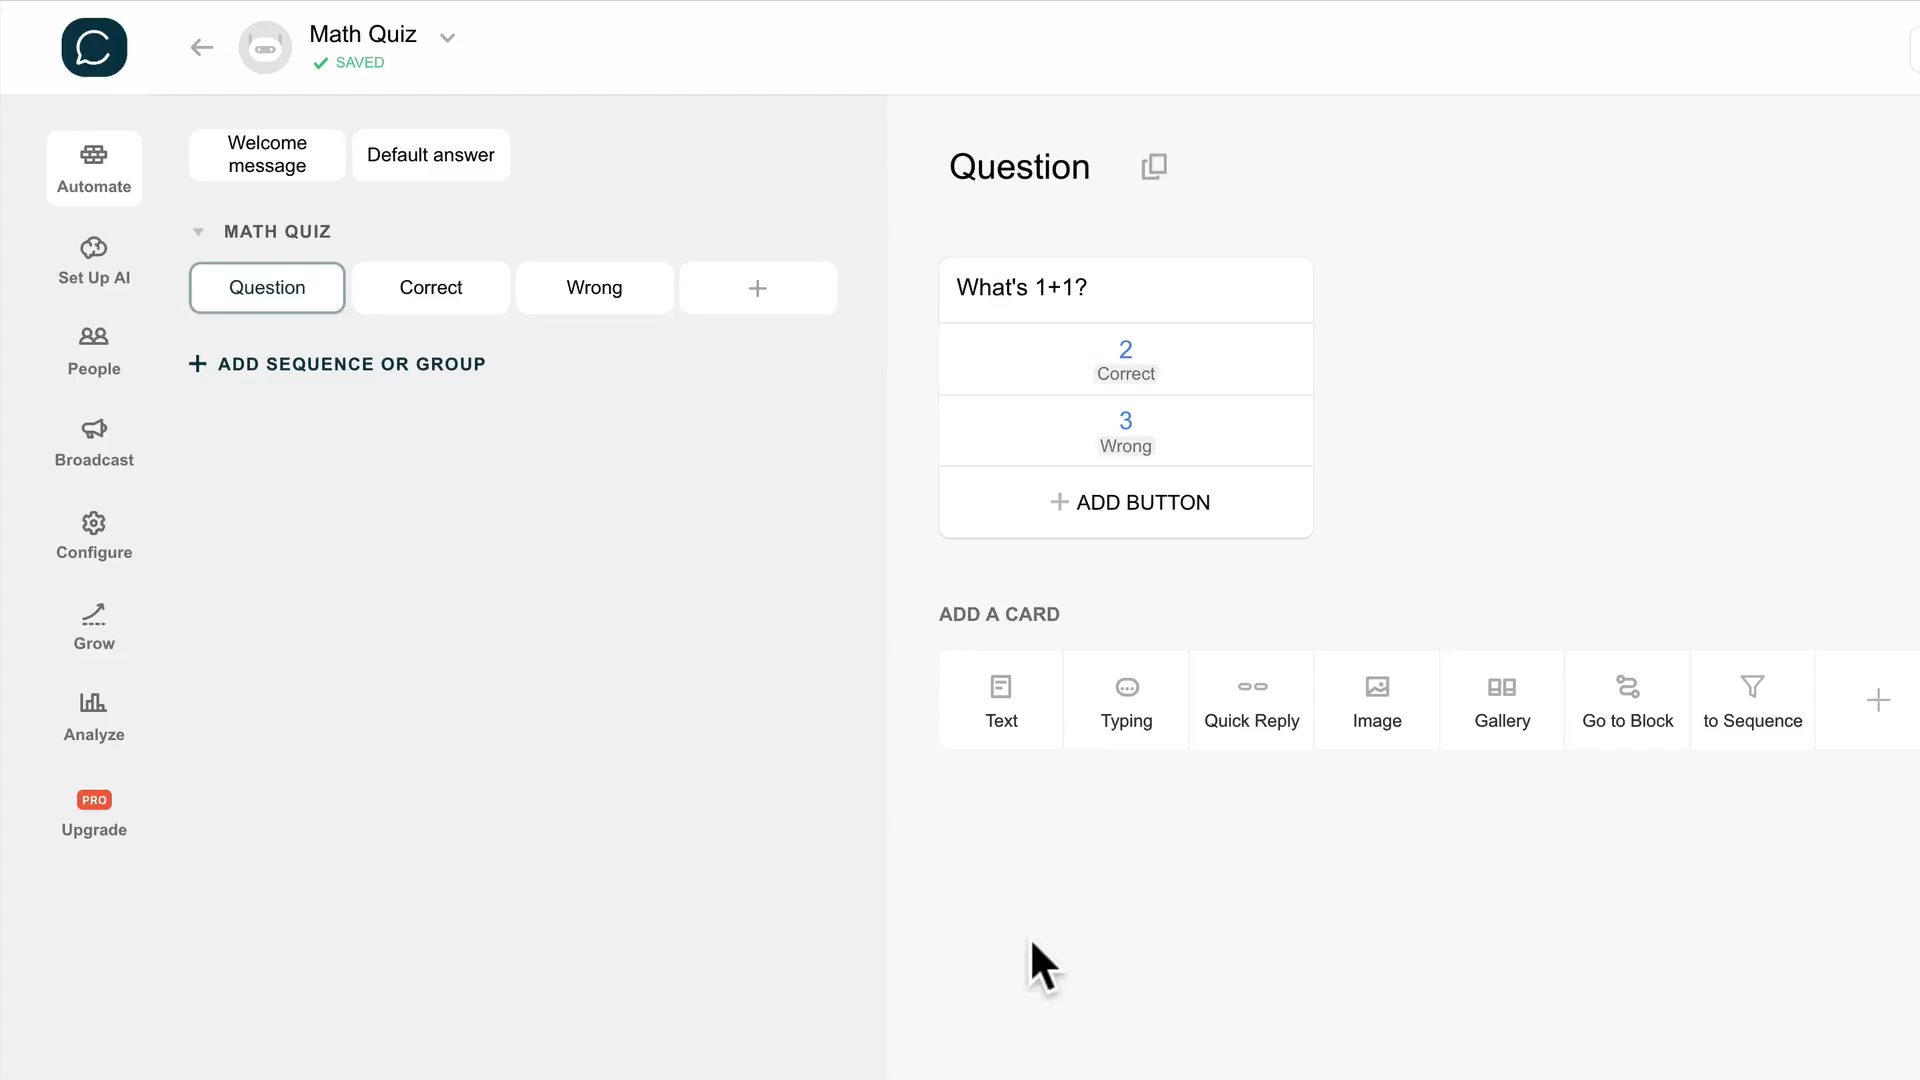 Math Quiz
SAVED
Automate
Set Up AI
People
Broadcast
Configure
Grow
Analyze
PRO
Upgrade
Welcome
message
Default answer
MATH QUIZ
Question
Correct
Wrong
ADD SEQUENCE OR GROUP
Question
What's 1+1?
2
Correct
3
Wrong
ADD BUTTON
ADD A CARD
Text
Typing
Quick Reply
Image
Gallery
Go to Block
to Sequence